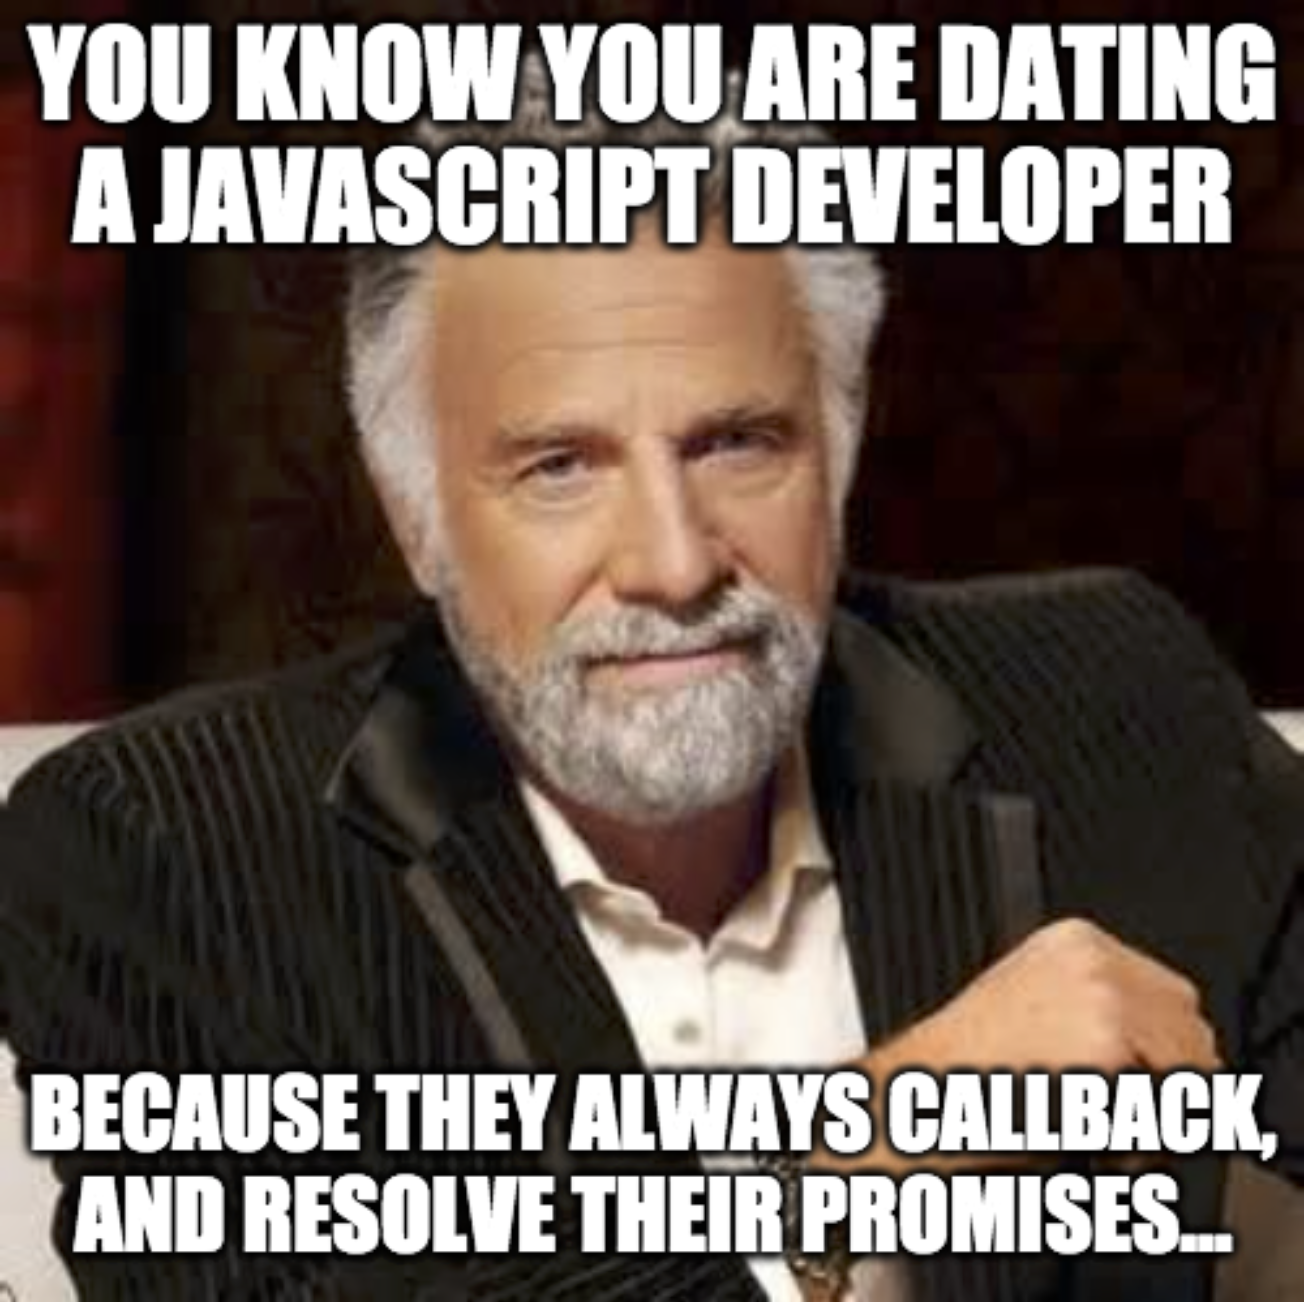 YOU KNOW YOU ARE DATING
A JAVASCRIPT DEVELOPER
BECAUSE THEY ALWAYS CALLBACK,
AND RESOLVE THEIR PROMISES...